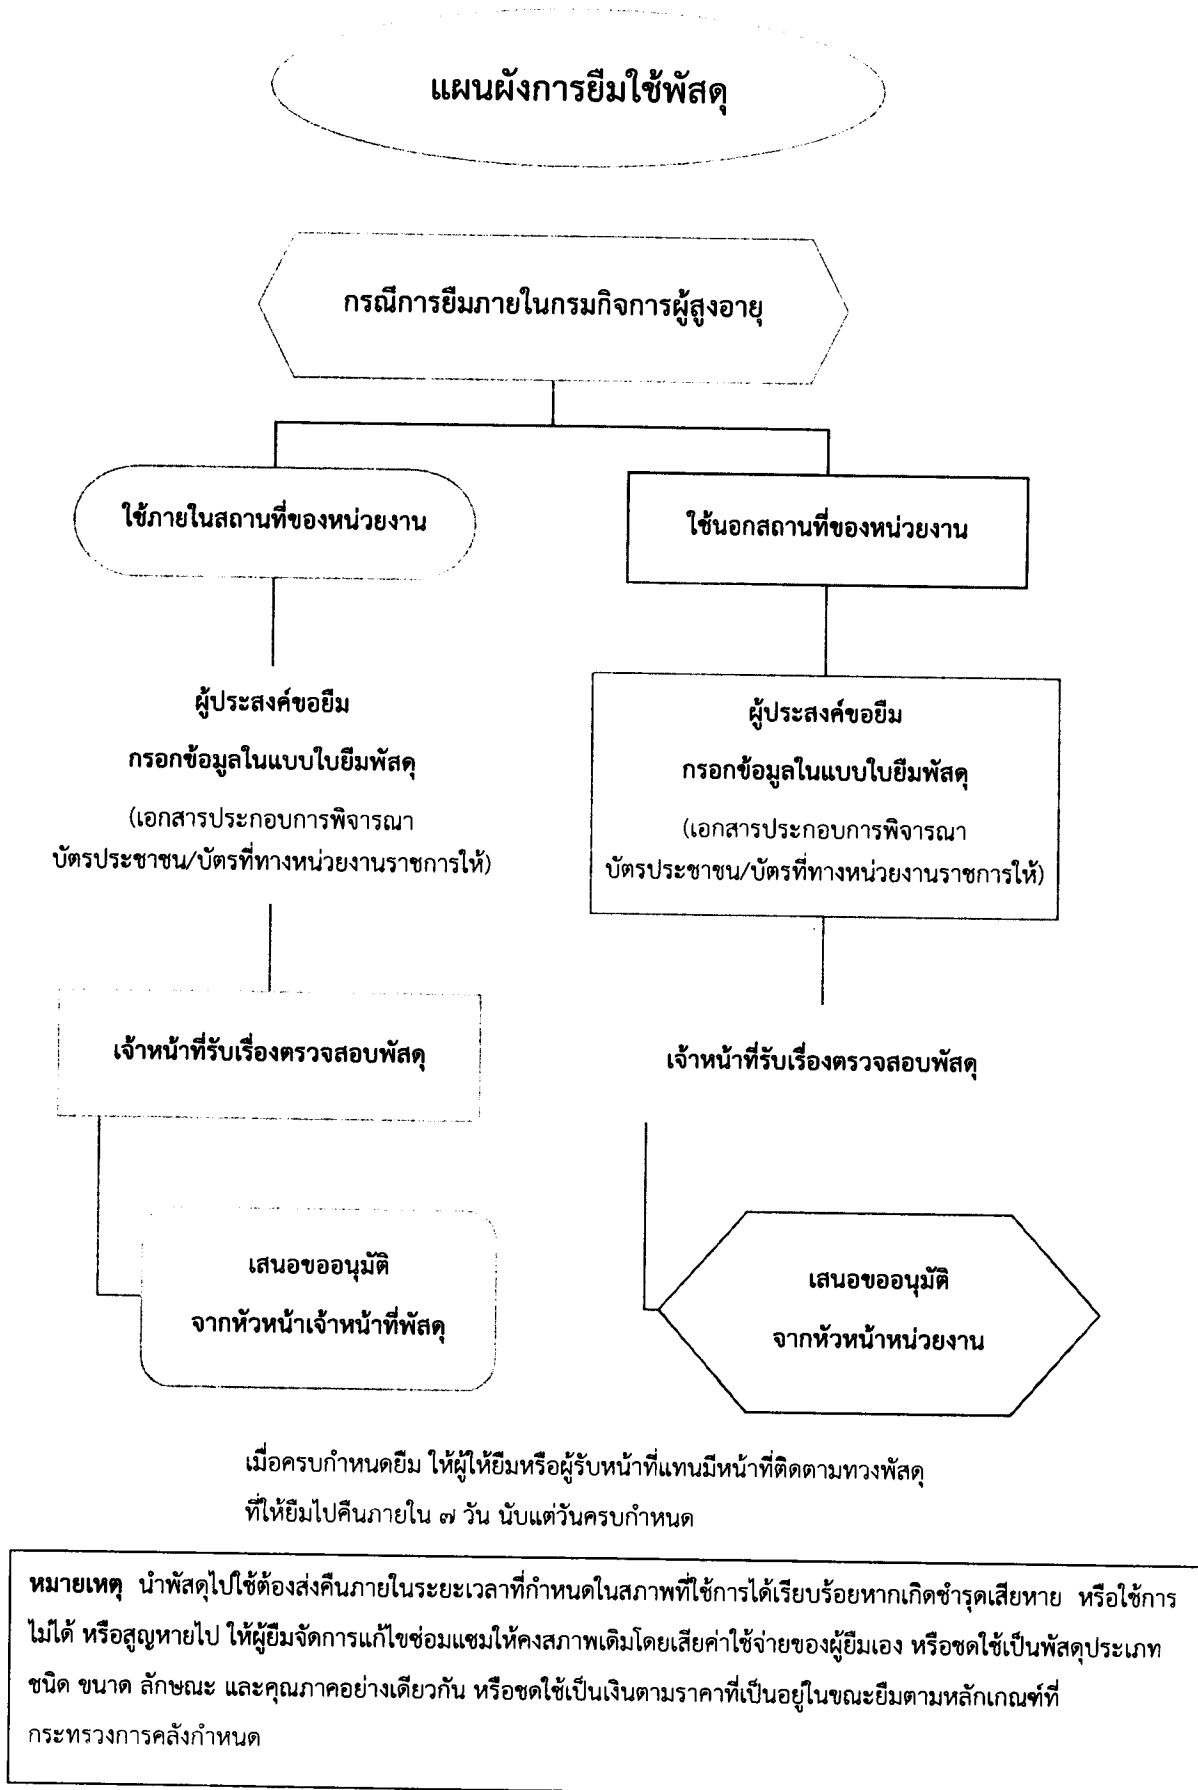 แผนผังการยืมใช้พัสดุ
กรณีการยืมภายในกรมกิจการผู้สูงอายุ
ใช้ภายในสถานที่ของหน่วยงาน
ผู้ประสงค์ขอยืม
กรอกข้อมูลในแบบใบยืมพัสดุ
(เอกสารประกอบการพิจารณา
บัตรประชาชน/บัตรที่ทางหน่วยงานราชการให้)
เจ้าหน้าที่รับเรื่องตรวจสอบพัสดุ
เสนอขออนุมัติ
จากหัวหน้าเจ้าหน้าที่พัสดุ
ใช้นอกสถานที่ของหน่วยงาน
ผู้ประสงค์ขอยืม
กรอกข้อมูลในแบบใบยืมพัสดุ
(เอกสารประกอบการพิจารณา
บัตรประชาชน/บัตรที่ทางหน่วยงานราชการให้)
เจ้าหน้าที่รับเรื่องตรวจสอบพัสดุ
เสนอขออนุมัติ
จากหัวหน้าหน่วยงาน
เมื่อครบกำหนดยืม ให้ผู้ให้ยืมหรือผู้รับหน้าที่แทนมีหน้าที่ติดตามทวงพัสดุ
ที่ให้ยืมไปคืนภายใน ๗ วัน นับแต่วันครบกำหนด
หมายเหตุ นำพัสดุไปใช้ต้องส่งคืนภายในระยะเวลาที่กำหนดในสภาพที่ใช้การได้เรียบร้อยหากเกิดชำรุดเสียหาย หรือใช้การ
ไม่ได้ หรือสูญหายไป ให้ผู้ยืมจัดการแก้ไขซ่อมแซมให้คงสภาพเดิมโดยเสียค่าใช้จ่ายของผู้ยืมเอง หรือชดใช้เป็นพัสดุประเภท
ชนิด ขนาด ลักษณะ และคุณภาคอย่างเดียวกัน หรือชดใช้เป็นเงินตามราคาที่เป็นอยู่ในขณะยืมตามหลักเกณฑ์ที่
กระทรวงการคลังกำหนด